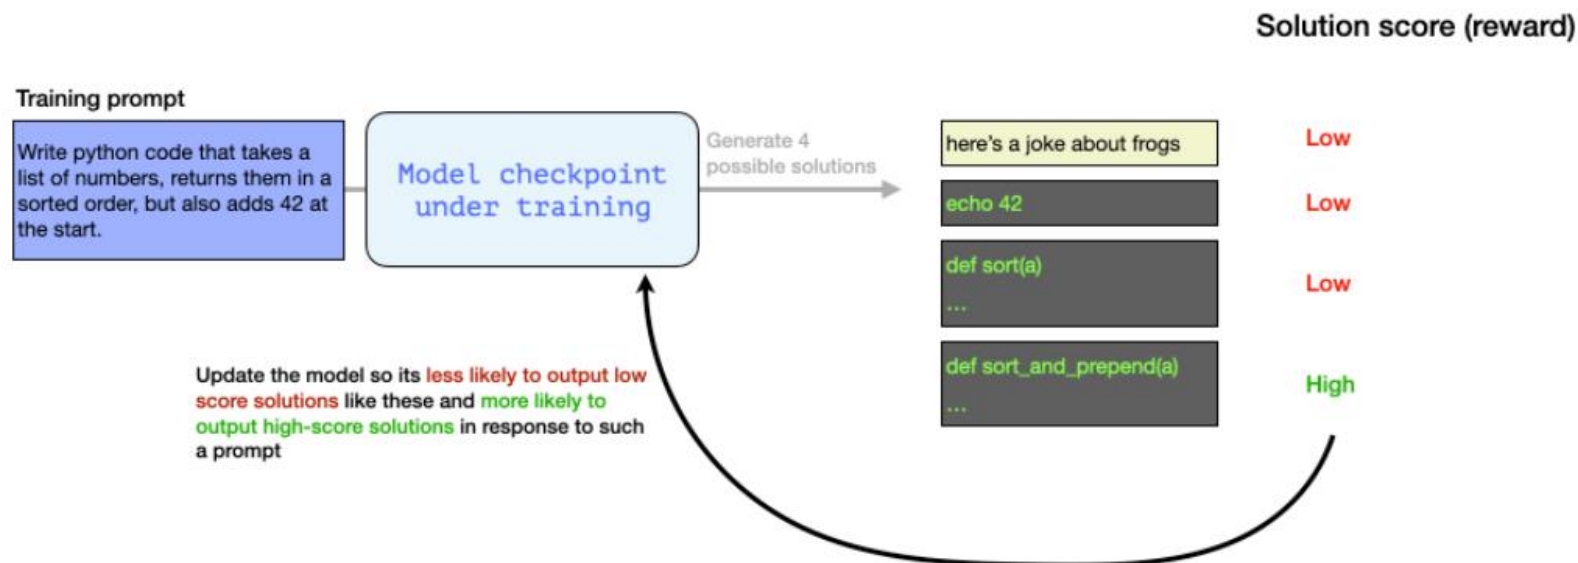 Solution score (reward)
Training prompt
Write python code that takes a
list of numbers, returns them in a
sorted order, but also adds 42 at
the start.
Model checkpoint
under training
Generate 4
possible solutions
here's a joke about frogs
Low
echo 42
Low
def sort(a)
...
Low
def sort_and_prepend(a)
...
High
Update the model so its less likely to output low
score solutions like these and more likely to
output high-score solutions in response to such
a prompt